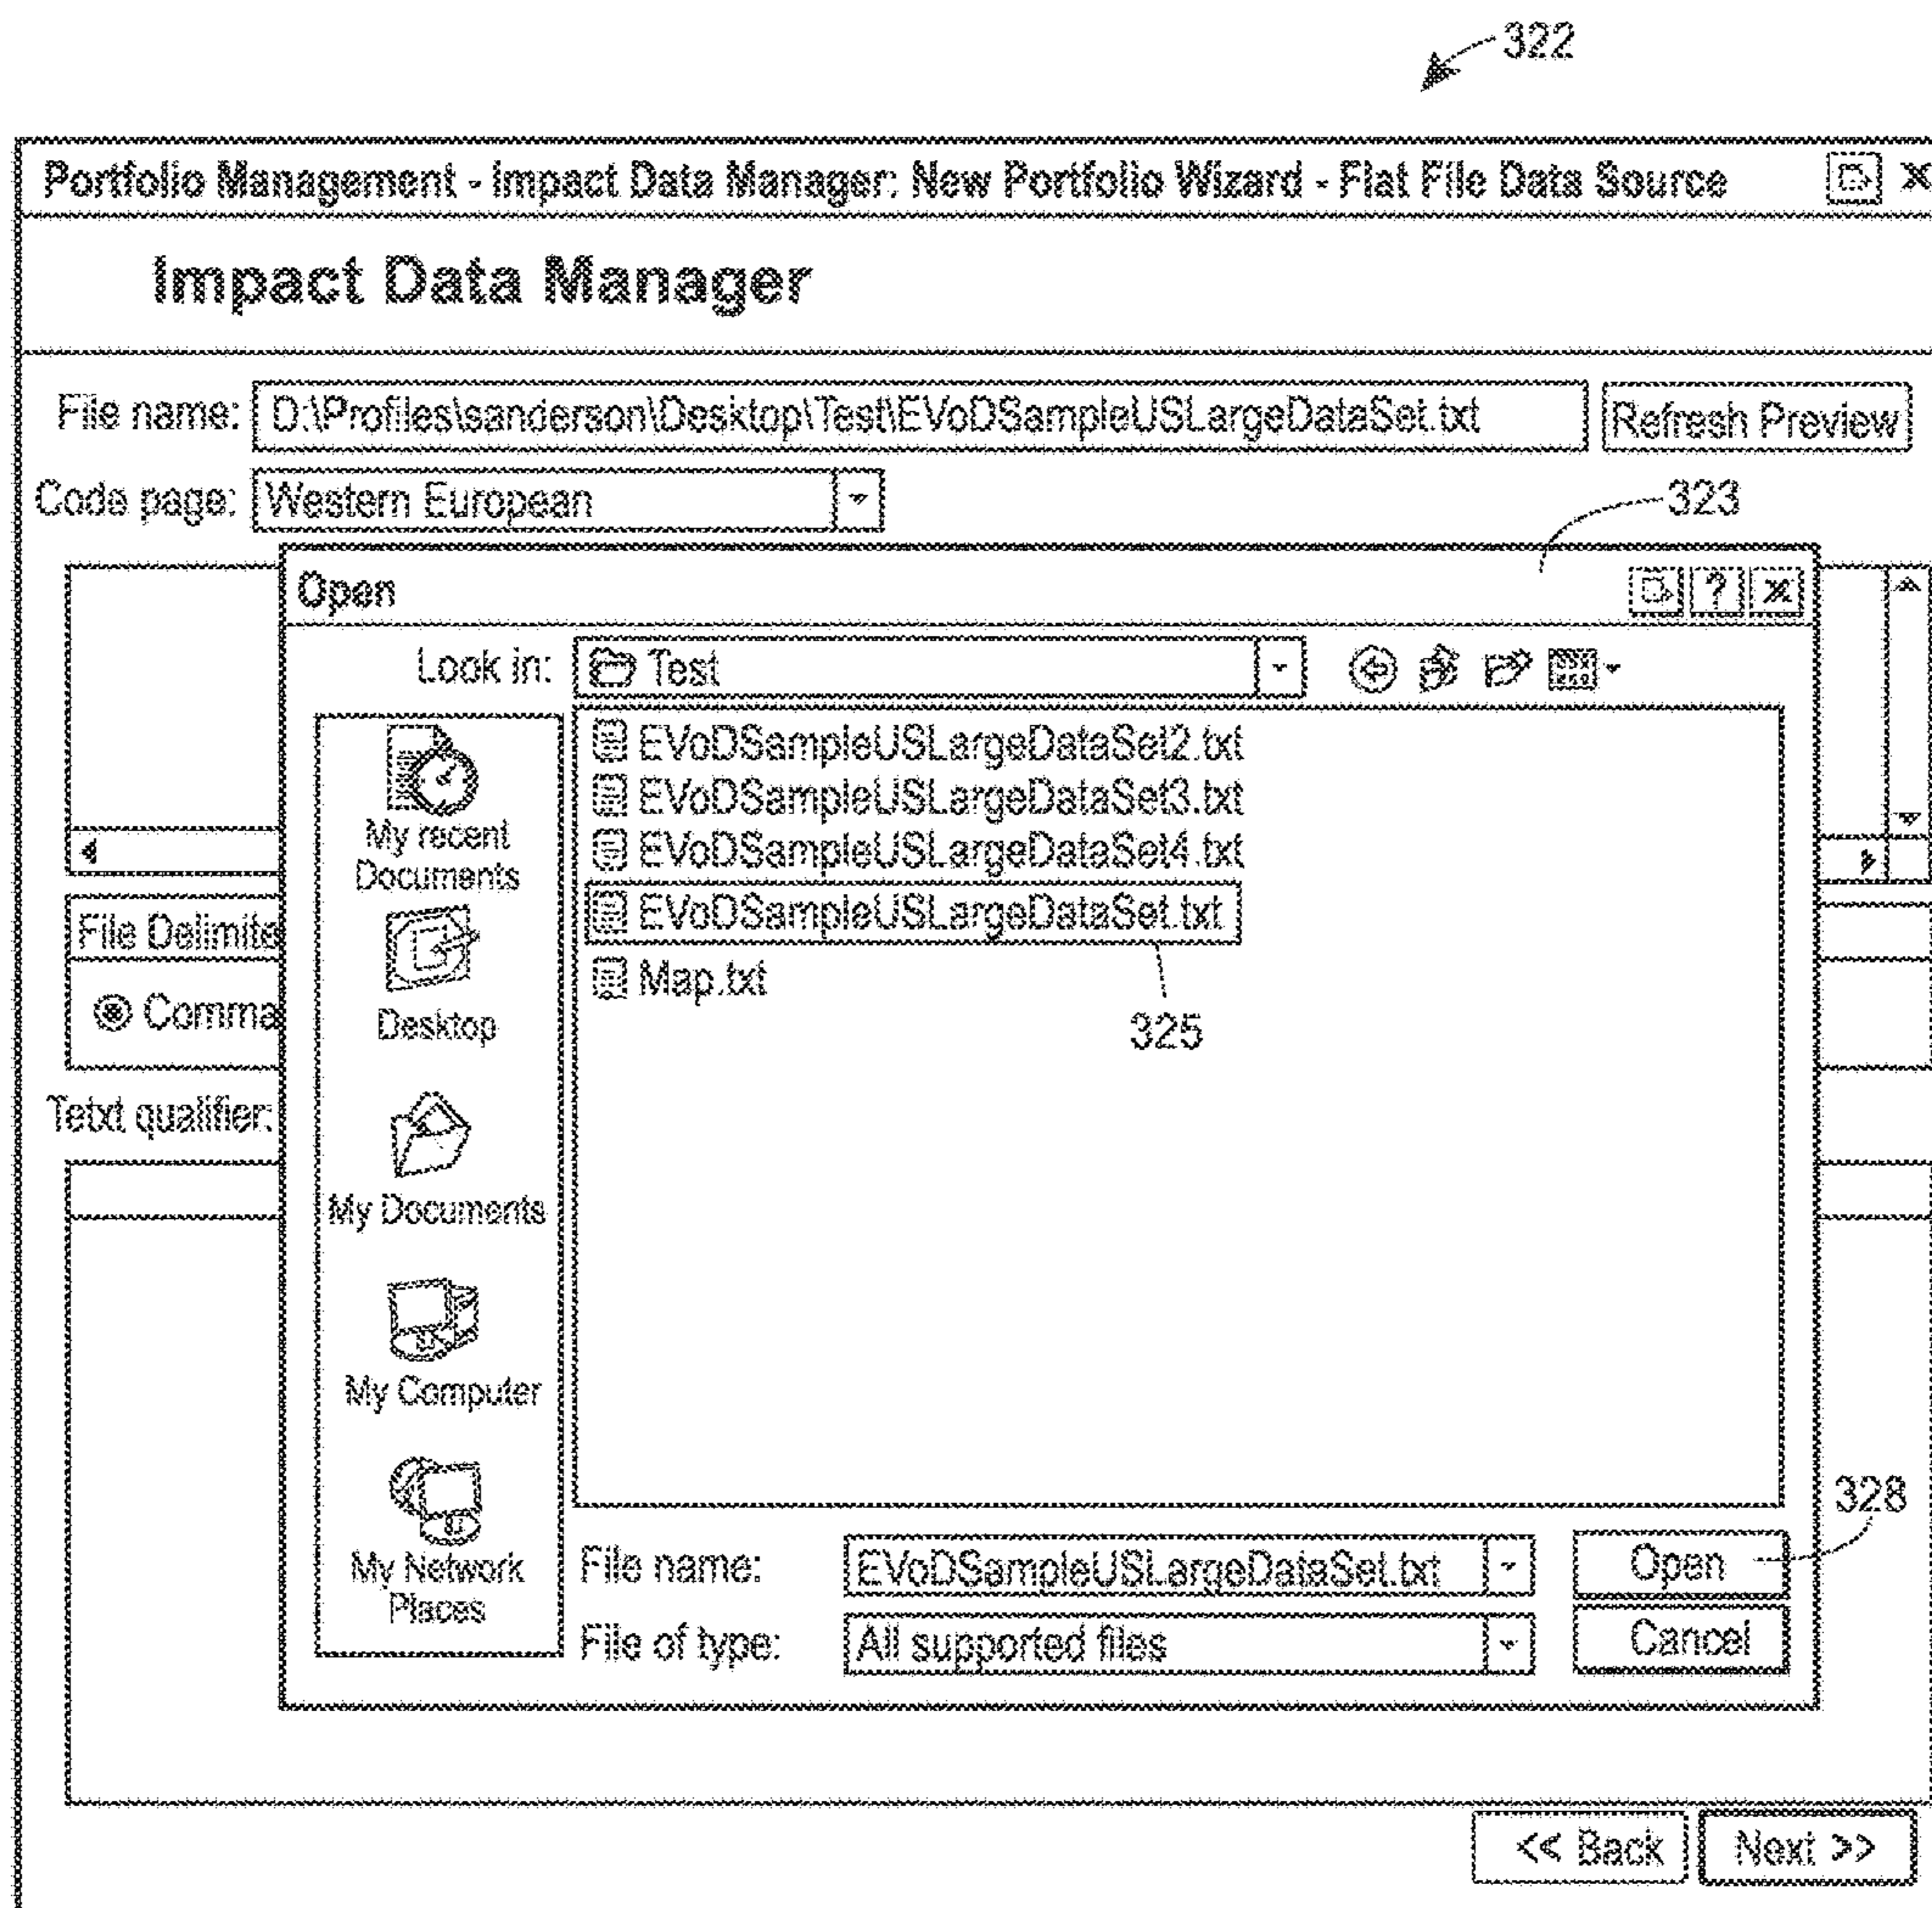 322
Portfolio Management - Impact Data Manager: New Portfolio Wizard - Flat File Data Source
Impact Data Manager
File name: D:\Profiles\sanderson\Desktop\Test\EVoDSampleUSLargeDataSet.txt Refresh Preview
Code page: Western European
323
Open ?
Look in: Test
EVoDSampleUSLargeDataSet2.txt
EVoDSampleUSLargeDataSet3.txt
EVoDSampleUSLargeDataSet4.txt
EVoDSampleUSLargeDataSet.txt
Map.txt
325
My recent
Documents
Desktop
My Documents
My Computer
My Network
Places
File Delimite
Comma
Tetxt qualifier:
328
File name: EVoDSampleUSLargeDataSet.txt Open
File of type: All supported files Cancel
<< Back Next >>